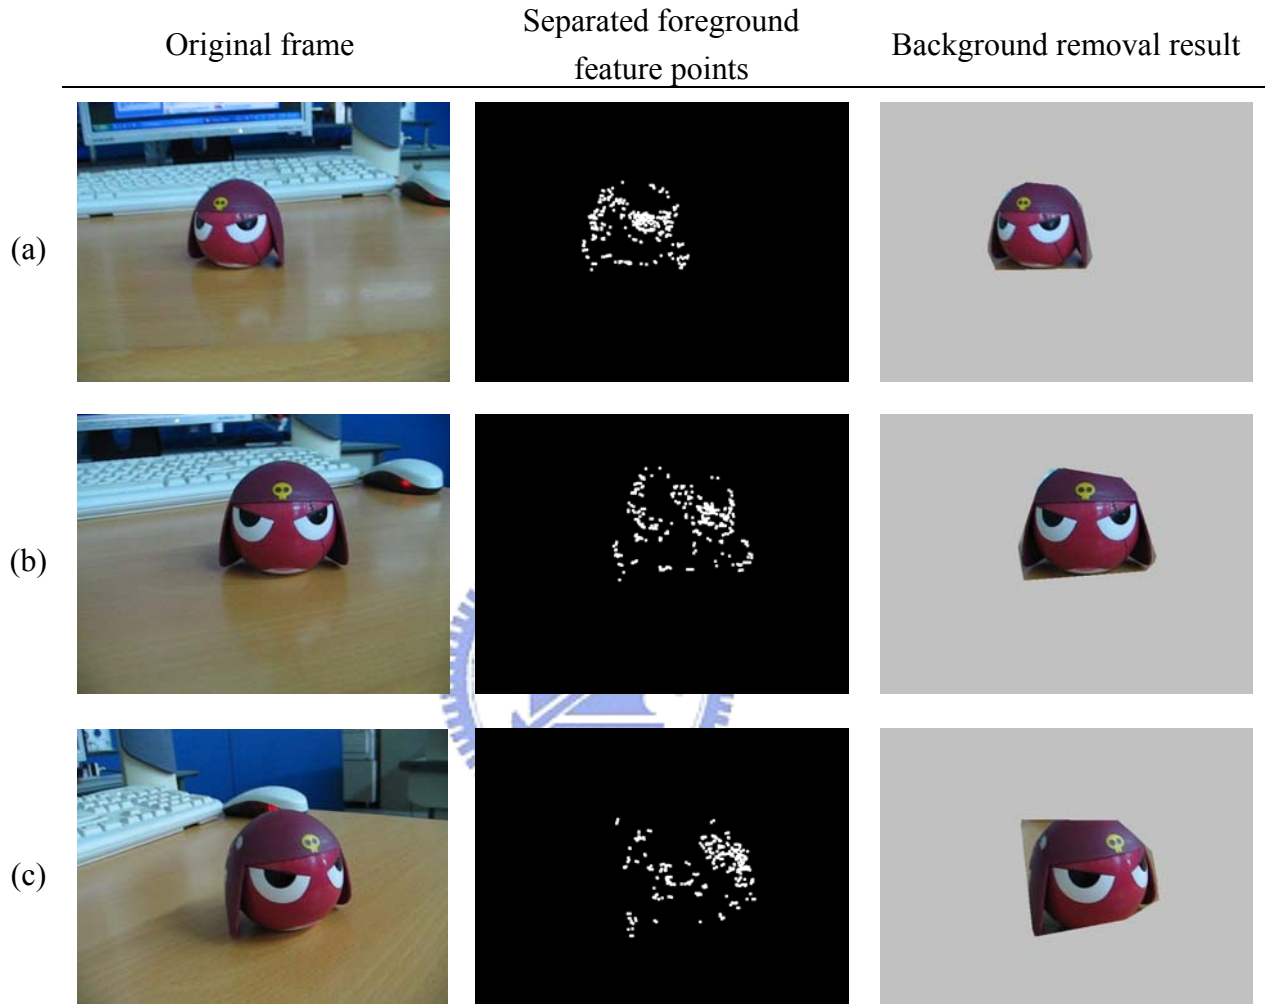 Original frame
Separated foreground
feature points
Background removal result
(a)
(b)
(c)